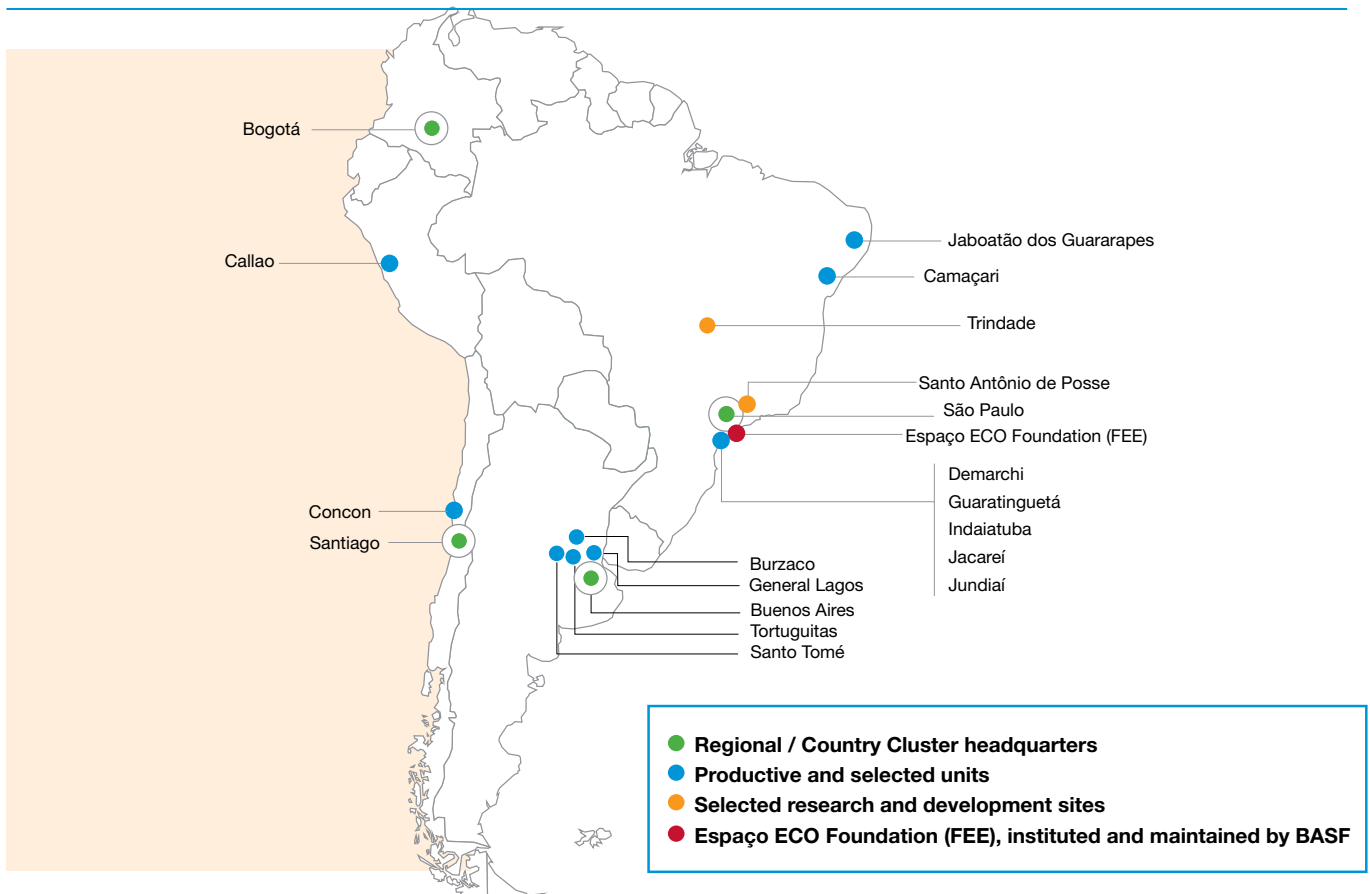 Bogotá
Callao
Jaboatão dos Guararapes
Camaçari
Trindade
Santo Antônio de Posse
São Paulo
Espaço ECO Foundation (FEE)
Demarchi
Guaratinguetá
Indaiatuba
Jacareí
Jundiaí
Concon
Santiago
Burzaco
General Lagos
Buenos Aires
Tortuguitas
Santo Tomé
Regional / Country Cluster headquarters
Productive and selected units
Selected research and development sites
Espaço ECO Foundation (FEE), instituted and maintained by BASF